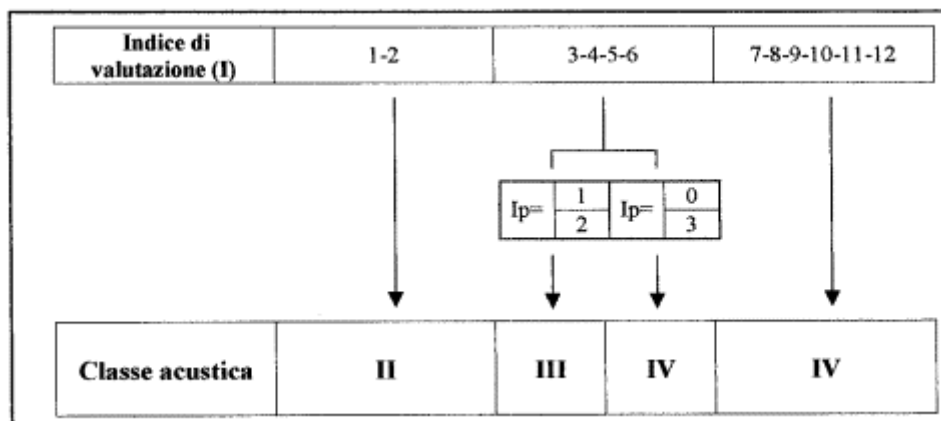 Indice di
valutazione (I)
1-2
3-4-5-6
7-8-9-10-11-12
Ip=
1
2
Ip=
0
3
Classe acustica
II
III
IV
IV